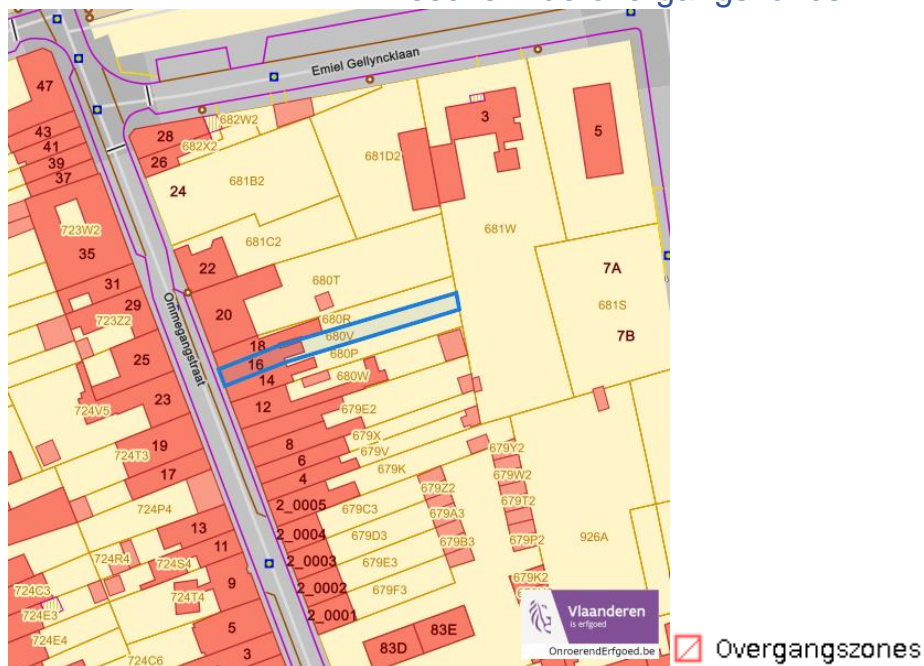 Emiel Gellyncklaan
47
43
41
39
37
28
26
682W2
682X2
24
681B2
681D2
3
5
723W2
35
681C2
681W
22
7A
31
29
723Z2
20
680T
681S
7B
Ommegangstraat
18
680R
680V
16
680P
14
680W
25
724V5
23
12
679E2
679X
679V
679K
19
17
724T3
8
6
4
679Y2
679Z2
679W2
724P4
2_0005
679C3
679A3
679T2
13
2_0004
679D3
679B3
679P2
926A
11
724R4
724S4
2_0003
679E3
679K2
724C3
9
724T4
2_0002
679F3
724E3
2_0001
724E4
5
83E
83D
724C6
3
Vlaanderen
is erfgoed
OnroerendErfgoed.be
Overgangszones